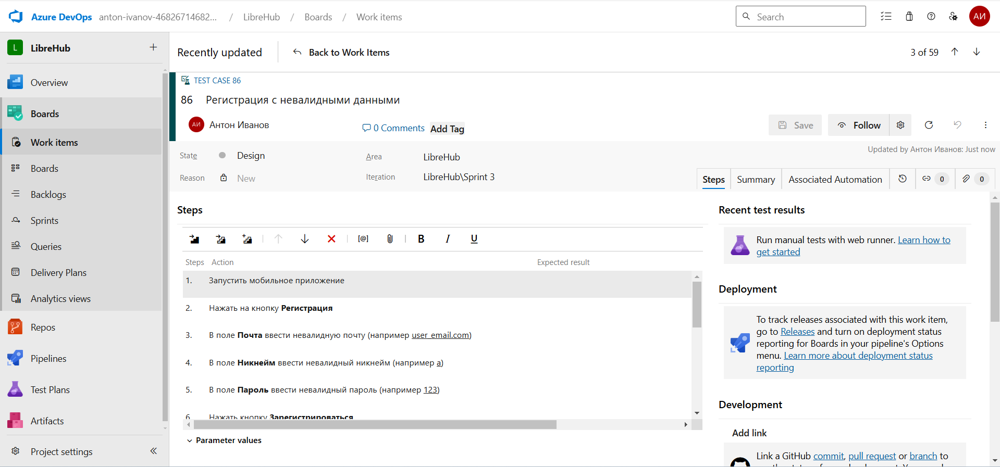 Azure DevOps anton-ivanov-46826714682... / LibreHub / Boards / Work items
Search
АИ
L LibreHub
Overview
Boards
Work items
Boards
Backlogs
Sprints
Queries
Delivery Plans
Analytics views
Repos
Pipelines
Test Plans
Artifacts
Project settings
Recently updated
Back to Work Items
3 of 59
TEST CASE 86
86 Регистрация с невалидными данными
АИ Антон Иванов
0 Comments
Add Tag
Save
Follow
State Design
Area LibreHub
Updated by Антон Иванов: Just now
Reason New
Iteration LibreHub\Sprint 3
Steps
Summary
Associated Automation
0
0
Steps
[@]
B I U
Steps Action Expected result
1. Запустить мобильное приложение
2. Нажать на кнопку Регистрация
3. В поле Почта ввести невалидную почту (например user_email.com)
4. В поле Никнейм ввести невалидный никнейм (например a)
5. В поле Пароль ввести невалидный пароль (например 123)
6. Нажать кнопку Зарегистрироваться
Parameter values
Recent test results
Run manual tests with web runner. Learn how to
get started
Deployment
To track releases associated with this work item,
go to Releases and turn on deployment status
reporting for Boards in your pipeline's Options
menu. Learn more about deployment status
reporting
Development
Add link
Link a GitHub commit, pull request or branch to